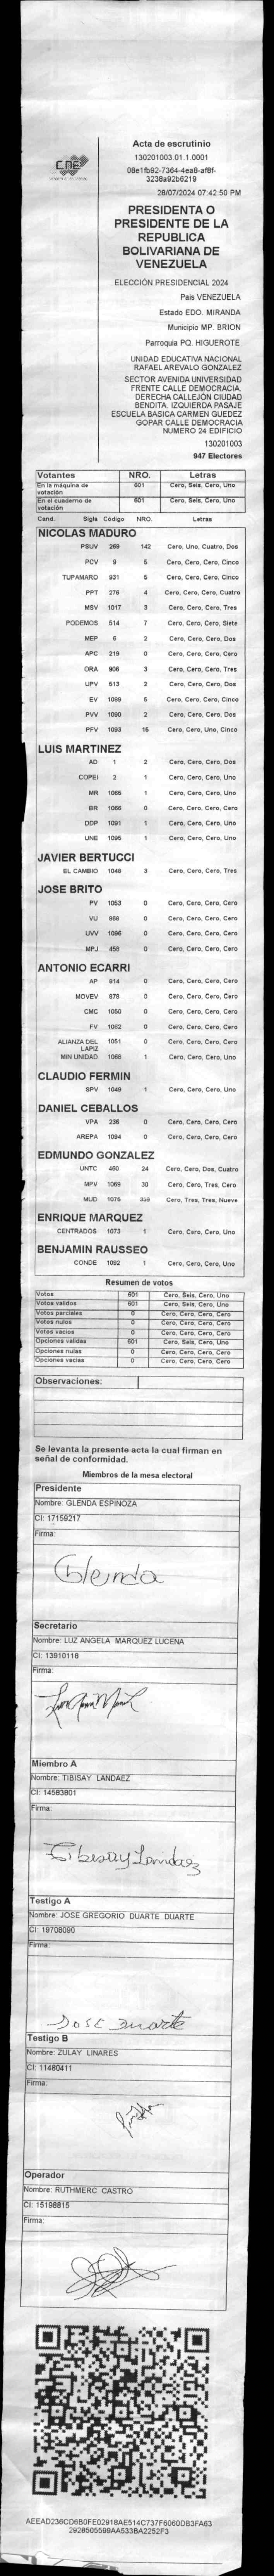 CNE
Acta de escrutinio
130201003.01.1.0001
08e1fb92-7364-4ea8-af8f-
3238a92b6219
28/07/2024 07:42:50 PM
PRESIDENTA O
PRESIDENTE DE LA
REPUBLICA
BOLIVARIANA DE
VENEZUELA
ELECCIÓN PRESIDENCIAL 2024
Pais VENEZUELA
Estado EDO. MIRANDA
Municipio MP. BRION
Parroquia PQ. HIGUEROTE
UNIDAD EDUCATIVA NACIONAL
RAFAEL AREVALO GONZALEZ
SECTOR AVENIDA UNIVERSIDAD
FRENTE CALLE DEMOCRACIA.
DERECHA CALLEJÓN CIUDAD
BENDITA. IZQUIERDA PASAJE
ESCUELA BASICA CARMEN GUEDEZ
GOPAR CALLE DEMOCRACIA
NUMERO 24 EDIFICIO
130201003
947 Electores
Votantes NRO. Letras
En la máquina de votación 601 Cero, Seis, Cero, Uno
En el cuaderno de votación 601 Cero, Seis, Cero, Uno
Cand. Sigla Código NRO. Letras
NICOLAS MADURO
PSUV 269 142 Cero, Uno, Cuatro, Dos
PCV 9 5 Cero, Cero, Cero, Cinco
TUPAMARO 931 5 Cero, Cero, Cero, Cinco
PPT 276 4 Cero, Cero, Cero, Cuatro
MSV 1017 3 Cero, Cero, Cero, Tres
PODEMOS 514 7 Cero, Cero, Cero, Siete
MEP 6 2 Cero, Cero, Cero, Dos
APC 219 0 Cero, Cero, Cero, Cero
ORA 906 3 Cero, Cero, Cero, Tres
UPV 513 2 Cero, Cero, Cero, Dos
EV 1089 5 Cero, Cero, Cero, Cinco
PVV 1090 2 Cero, Cero, Cero, Dos
PFV 1093 15 Cero, Cero, Uno, Cinco
LUIS MARTINEZ
AD 1 2 Cero, Cero, Cero, Dos
COPEI 2 1 Cero, Cero, Cero, Uno
MR 1065 1 Cero, Cero, Cero, Uno
BR 1066 0 Cero, Cero, Cero, Cero
DDP 1091 1 Cero, Cero, Cero, Uno
UNE 1095 1 Cero, Cero, Cero, Uno
JAVIER BERTUCCI
EL CAMBIO 1048 3 Cero, Cero, Cero, Tres
JOSE BRITO
PV 1053 0 Cero, Cero, Cero, Cero
VU 868 0 Cero, Cero, Cero, Cero
UVV 1096 0 Cero, Cero, Cero, Cero
MPJ 458 0 Cero, Cero, Cero, Cero
ANTONIO ECARRI
AP 814 0 Cero, Cero, Cero, Cero
MOVEV 878 0 Cero, Cero, Cero, Cero
CMC 1050 0 Cero, Cero, Cero, Cero
FV 1062 0 Cero, Cero, Cero, Cero
ALIANZA DEL LAPIZ 1051 0 Cero, Cero, Cero, Cero
MIN UNIDAD 1068 1 Cero, Cero, Cero, Uno
CLAUDIO FERMIN
SPV 1049 1 Cero, Cero, Cero, Uno
DANIEL CEBALLOS
VPA 236 0 Cero, Cero, Cero, Cero
AREPA 1094 0 Cero, Cero, Cero, Cero
EDMUNDO GONZALEZ
UNTC 460 24 Cero, Cero, Dos, Cuatro
MPV 1069 30 Cero, Cero, Tres, Cero
MUD 1075 339 Cero, Tres, Tres, Nueve
ENRIQUE MARQUEZ
CENTRADOS 1073 1 Cero, Cero, Cero, Uno
BENJAMIN RAUSSEO
CONDE 1092 1 Cero, Cero, Cero, Uno
Resumen de votos
Votos 601 Cero, Seis, Cero, Uno
Votos validos 601 Cero, Seis, Cero, Uno
Votos parciales 0 Cero, Cero, Cero, Cero
Votos nulos 0 Cero, Cero, Cero, Cero
Votos vacios 0 Cero, Cero, Cero, Cero
Opciones validas 601 Cero, Seis, Cero, Uno
Opciones nulas 0 Cero, Cero, Cero, Cero
Opciones vacias 0 Cero, Cero, Cero, Cero
Observaciones:
Se levanta la presente acta la cual firman en
señal de conformidad.
Miembros de la mesa electoral
Presidente
Nombre: GLENDA ESPINOZA
CI: 17159217
Firma:
Glenda
Secretario
Nombre: LUZ ANGELA MARQUEZ LUCENA
CI: 13910118
Firma:
Miembro A
Nombre: TIBISAY LANDAEZ
CI: 14583801
Firma:
Tibisay Landaez
Testigo A
Nombre: JOSE GREGORIO DUARTE DUARTE
CI: 19708090
Firma:
Jose Duarte
Testigo B
Nombre: ZULAY LINARES
CI: 11480411
Firma:
Operador
Nombre: RUTHMERC CASTRO
CI: 15198815
Firma:
AEEAD236CD6B0FE02918AE514C737F6060DB3FA63
2928505599AA533BA2252F3